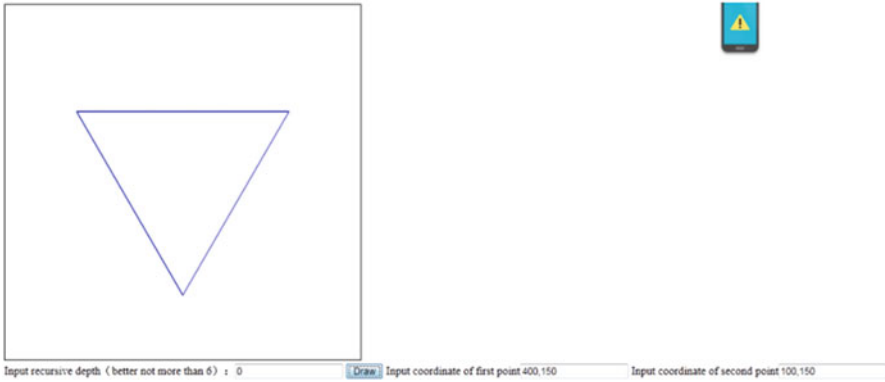 Input recursive depth（better not more than 6）： 0 Draw Input coordinate of first point 400,150 Input coordinate of second point 100,150